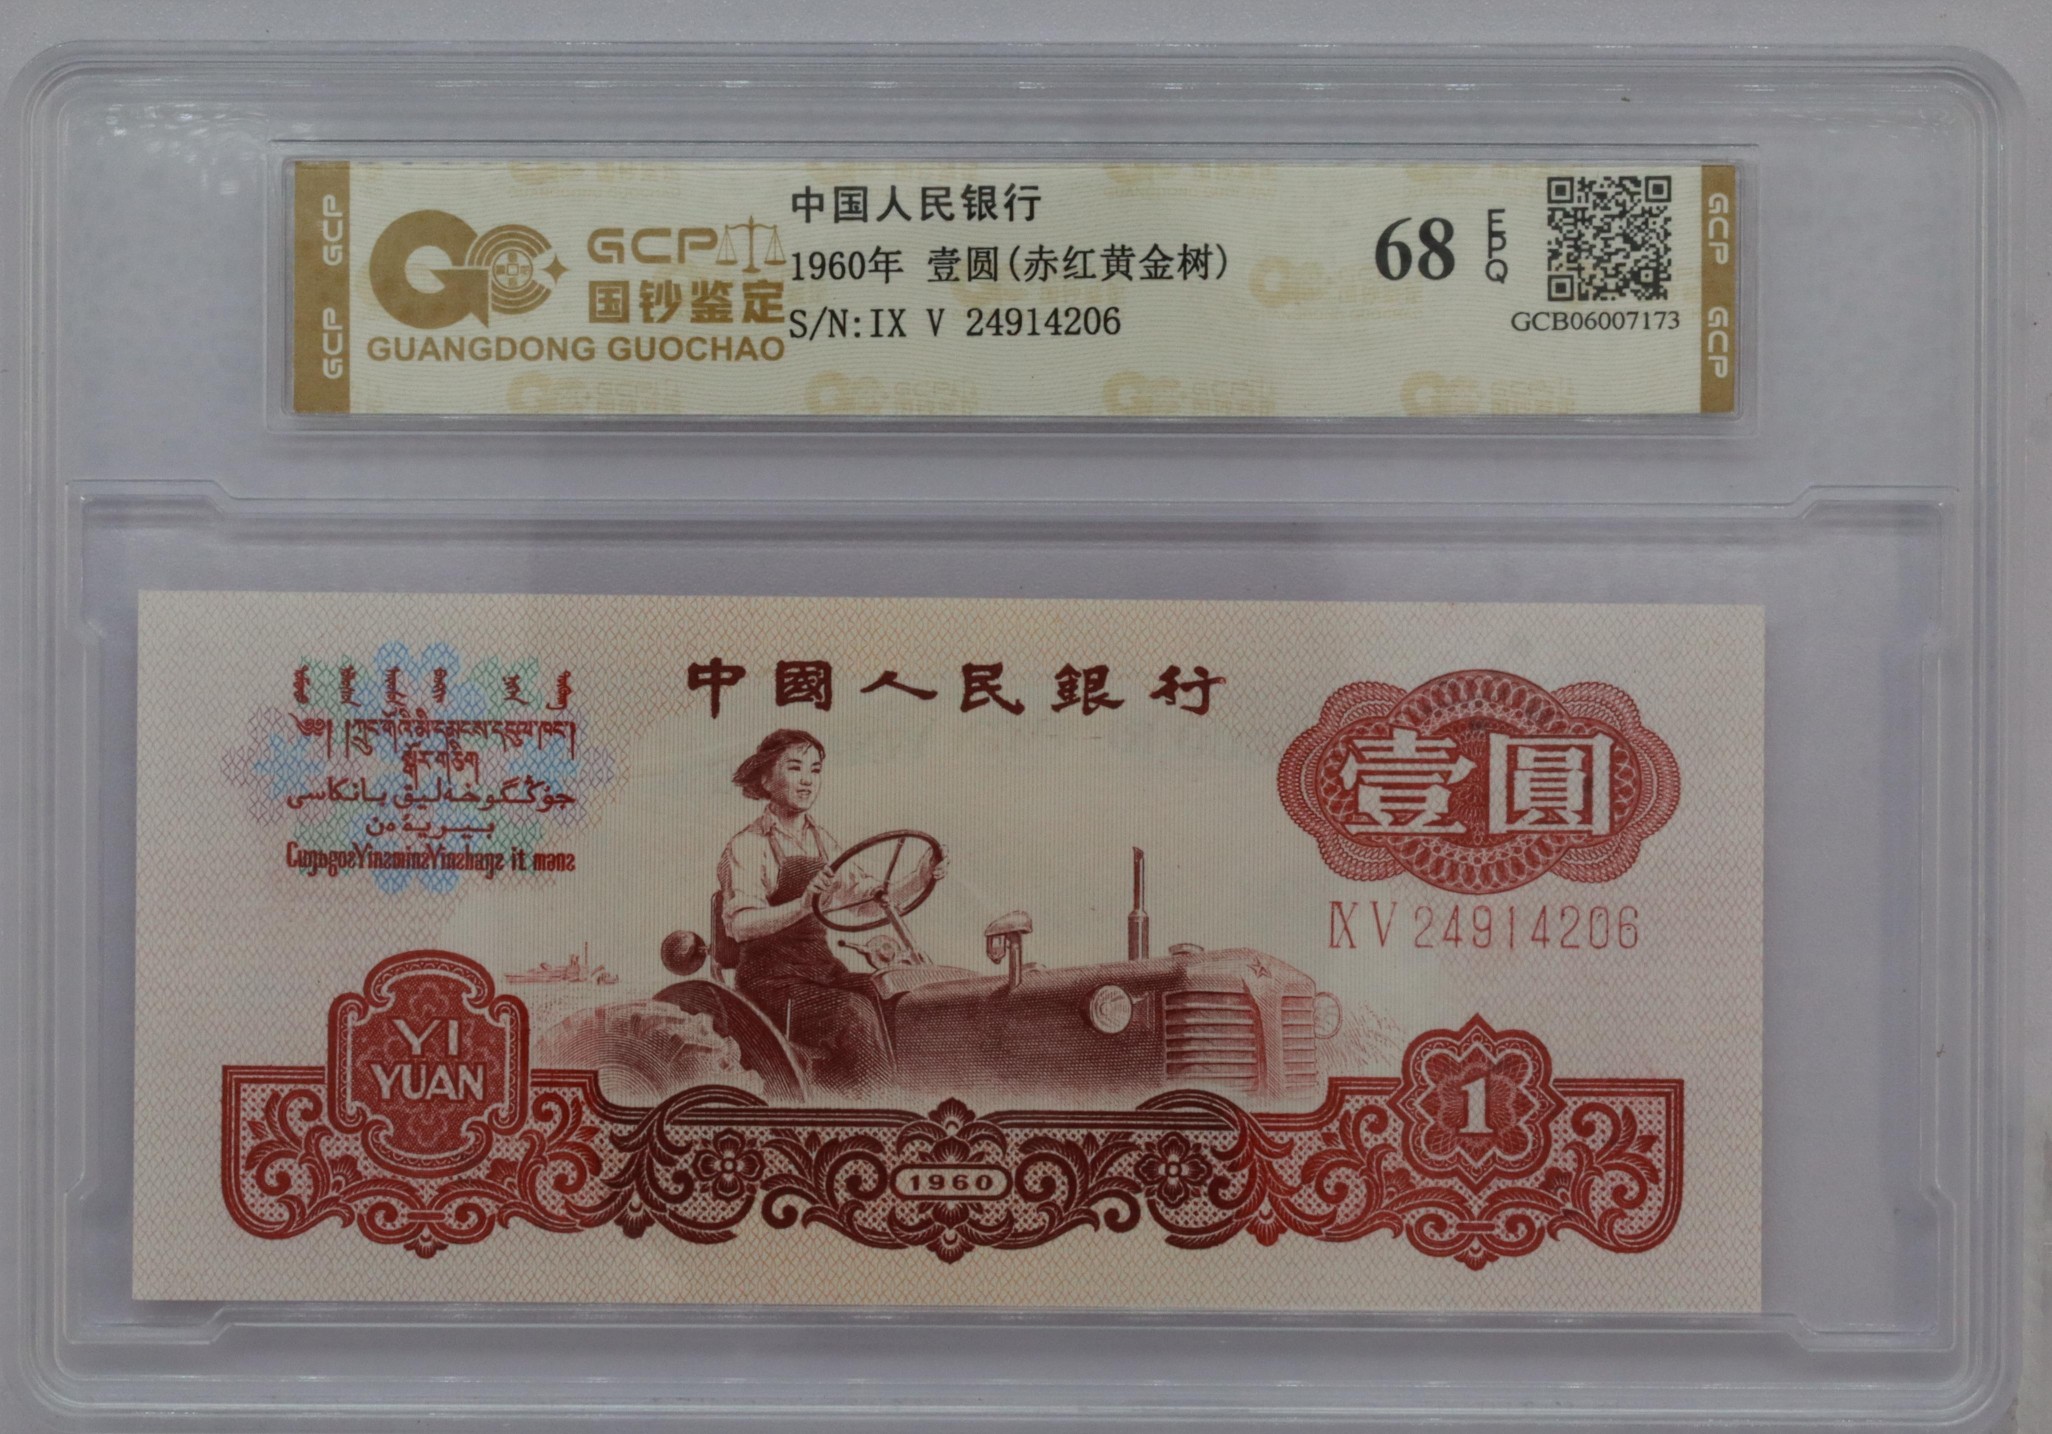 GCP
GCP
GCP
国钞鉴定
GUANGDONG GUOCHAO
中国人民银行
1960年 壹圆(赤红黄金树)
S/N:IX V 24914206
68
EPQ
GCB06007173
GCP
GCP
中國人民銀行
壹圓
IX V 24914206
YI
YUAN
1960
1